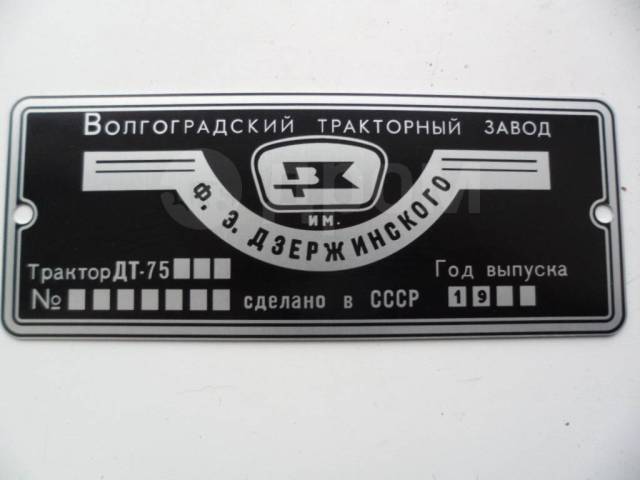 Волгоградский тракторный завод
им.
Ф. Э. Дзержинского
Трактор ДТ-75
Год выпуска
№ сделано в СССР 19